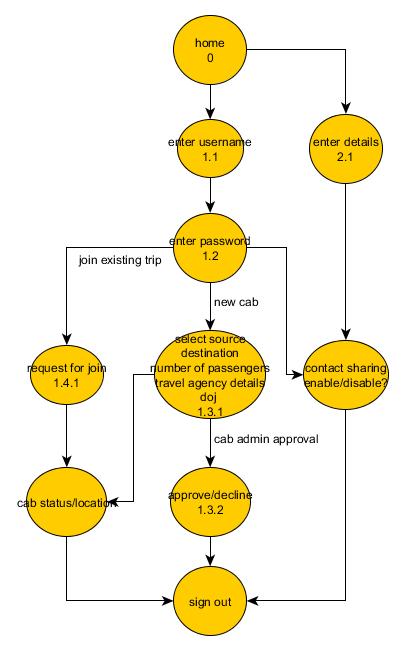 home
0
enter username
1.1
enter details
2.1
enter password
1.2
join existing trip
new cab
select source
destination
number of passengers
travel agency details
doj
1.3.1
request for join
1.4.1
contact sharing
enable/disable?
cab admin approval
cab status/location
approve/decline
1.3.2
sign out